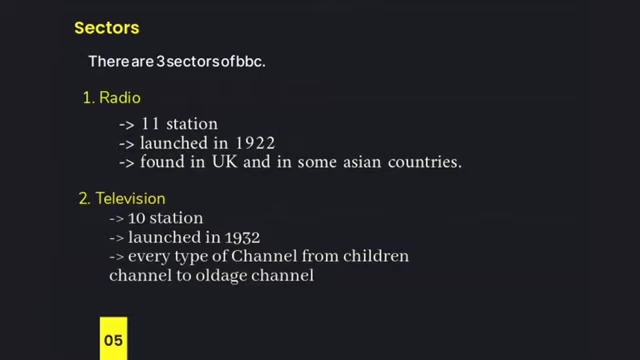 Sectors
There are 3 sectors of bbc.
1. Radio
-> 11 station
-> launched in 1922
-> found in UK and in some asian countries.
2. Television
-> 10 station
-> launched in 1932
-> every type of Channel from children
channel to oldage channel
05